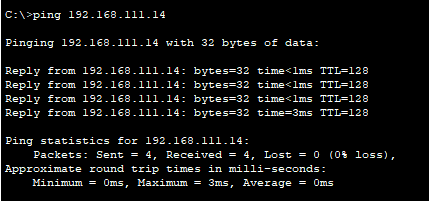 C:\>ping 192.168.111.14
Pinging 192.168.111.14 with 32 bytes of data:
Reply from 192.168.111.14: bytes=32 time<1ms TTL=128
Reply from 192.168.111.14: bytes=32 time<1ms TTL=128
Reply from 192.168.111.14: bytes=32 time<1ms TTL=128
Reply from 192.168.111.14: bytes=32 time=3ms TTL=128
Ping statistics for 192.168.111.14:
    Packets: Sent = 4, Received = 4, Lost = 0 (0% loss),
Approximate round trip times in milli-seconds:
    Minimum = 0ms, Maximum = 3ms, Average = 0ms